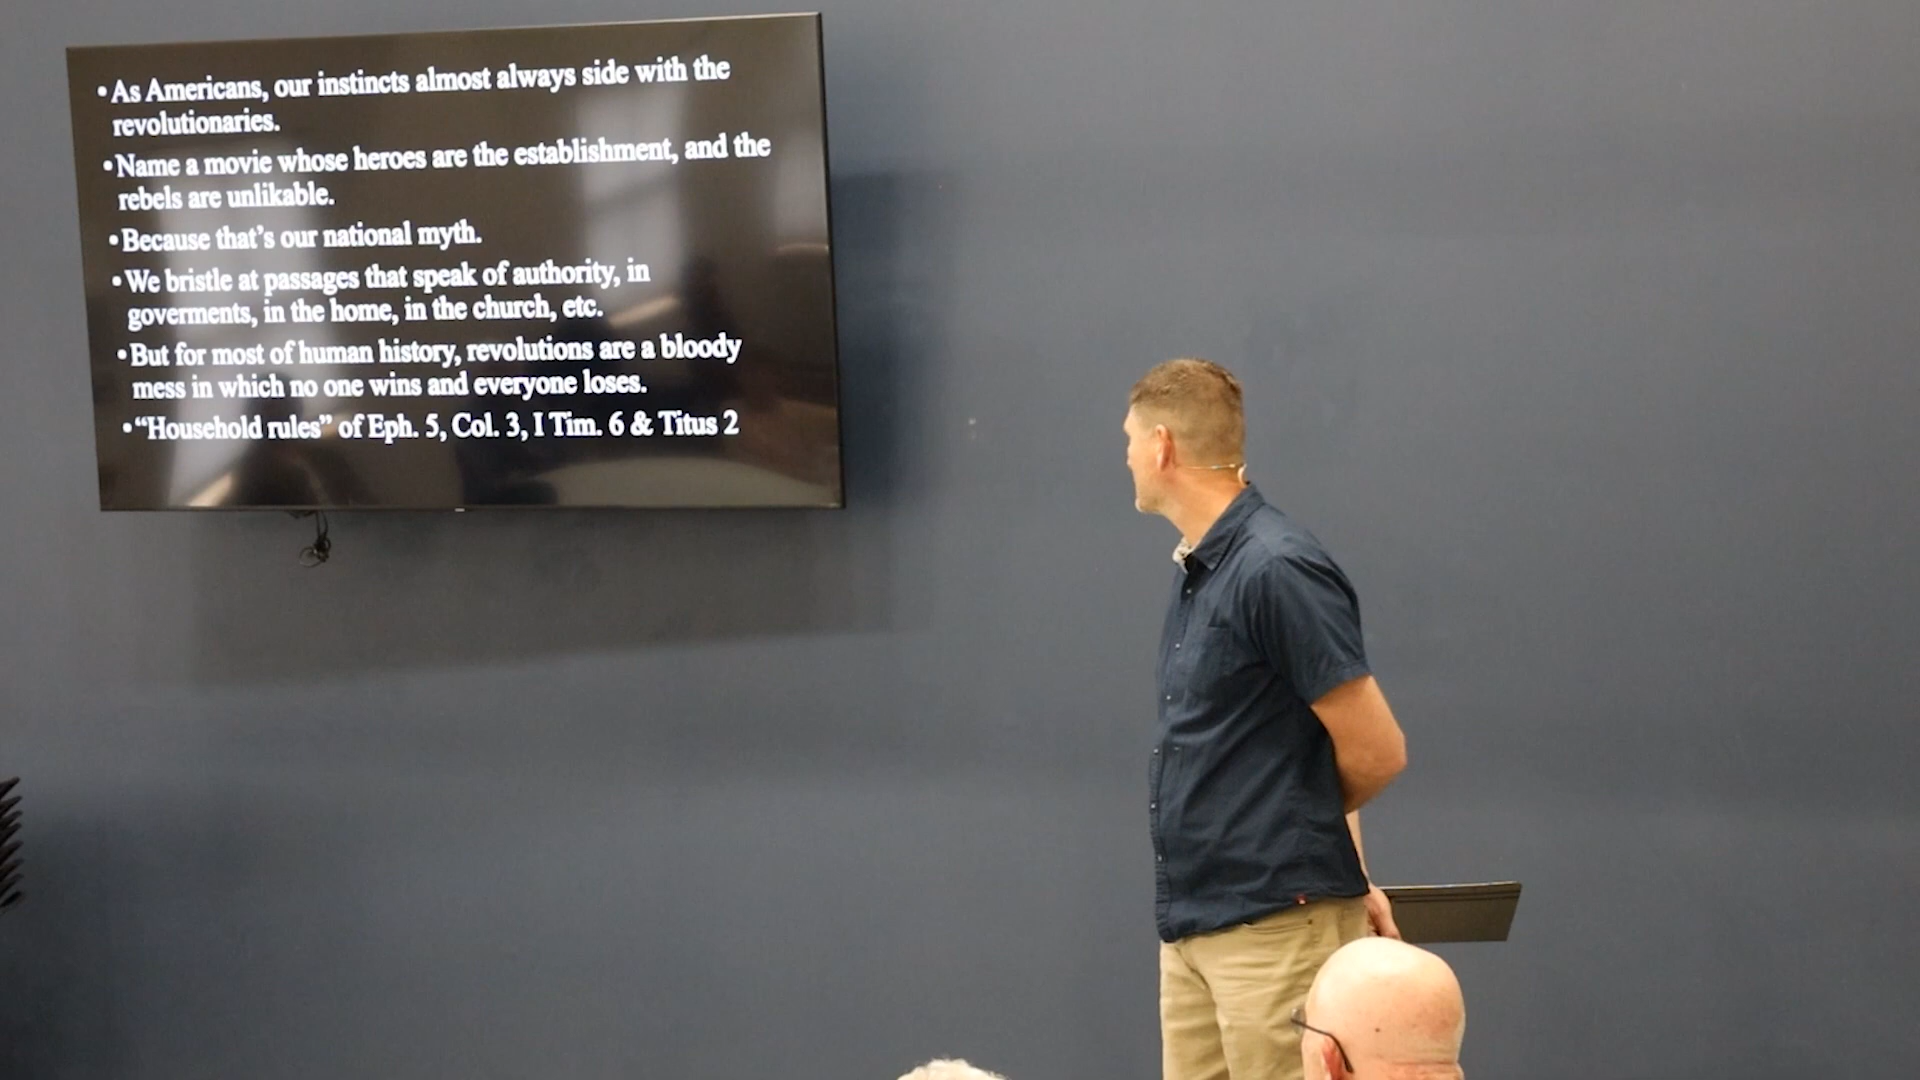 • As Americans, our instincts almost always side with the
revolutionaries.
• Name a movie whose heroes are the establishment, and the
rebels are unlikable.
• Because that’s our national myth.
• We bristle at passages that speak of authority, in
goverments, in the home, in the church, etc.
• But for most of human history, revolutions are a bloody
mess in which no one wins and everyone loses.
• “Household rules” of Eph. 5, Col. 3, I Tim. 6 & Titus 2